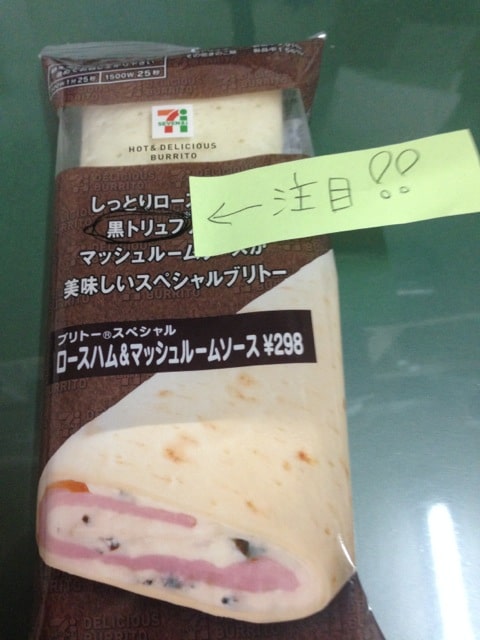 1500W 25秒
7
HOT & DELICIOUS
BURRITO
しっとりロース
黒トリュフ
←注目!!
マッシュルーム
美味しいスペシャルブリトー
ブリトー®スペシャル
ロースハム&マッシュルームソース ¥298
DELICIOUS
BURRITO